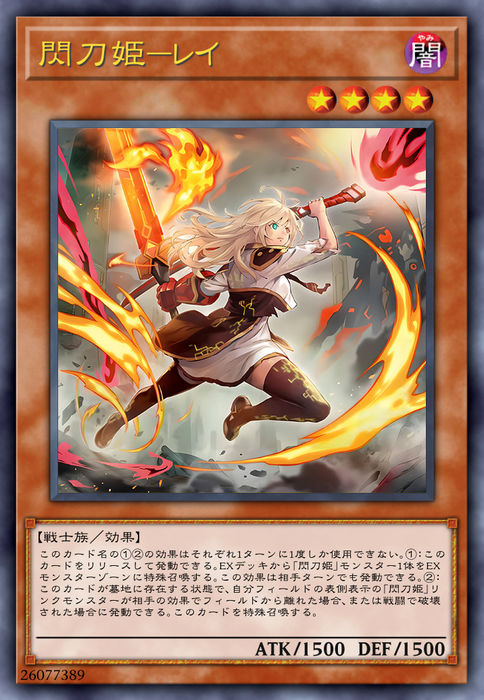 閃刀姫-レイ
やみ
闇
【戦士族/効果】
このカード名の①②の効果はそれぞれ1ターンに1度しか使用できない。①:この
カードをリリースして発動できる。EXデッキから「閃刀姫」モンスター1体をEX
モンスターゾーンに特殊召喚する。この効果は相手ターンでも発動できる。②:
このカードが墓地に存在する状態で、自分フィールドの表側表示の「閃刀姫」リ
ンクモンスターが相手の効果でフィールドから離れた場合、または戦闘で破壊
された場合に発動できる。このカードを特殊召喚する。
ATK/1500 DEF/1500
26077389